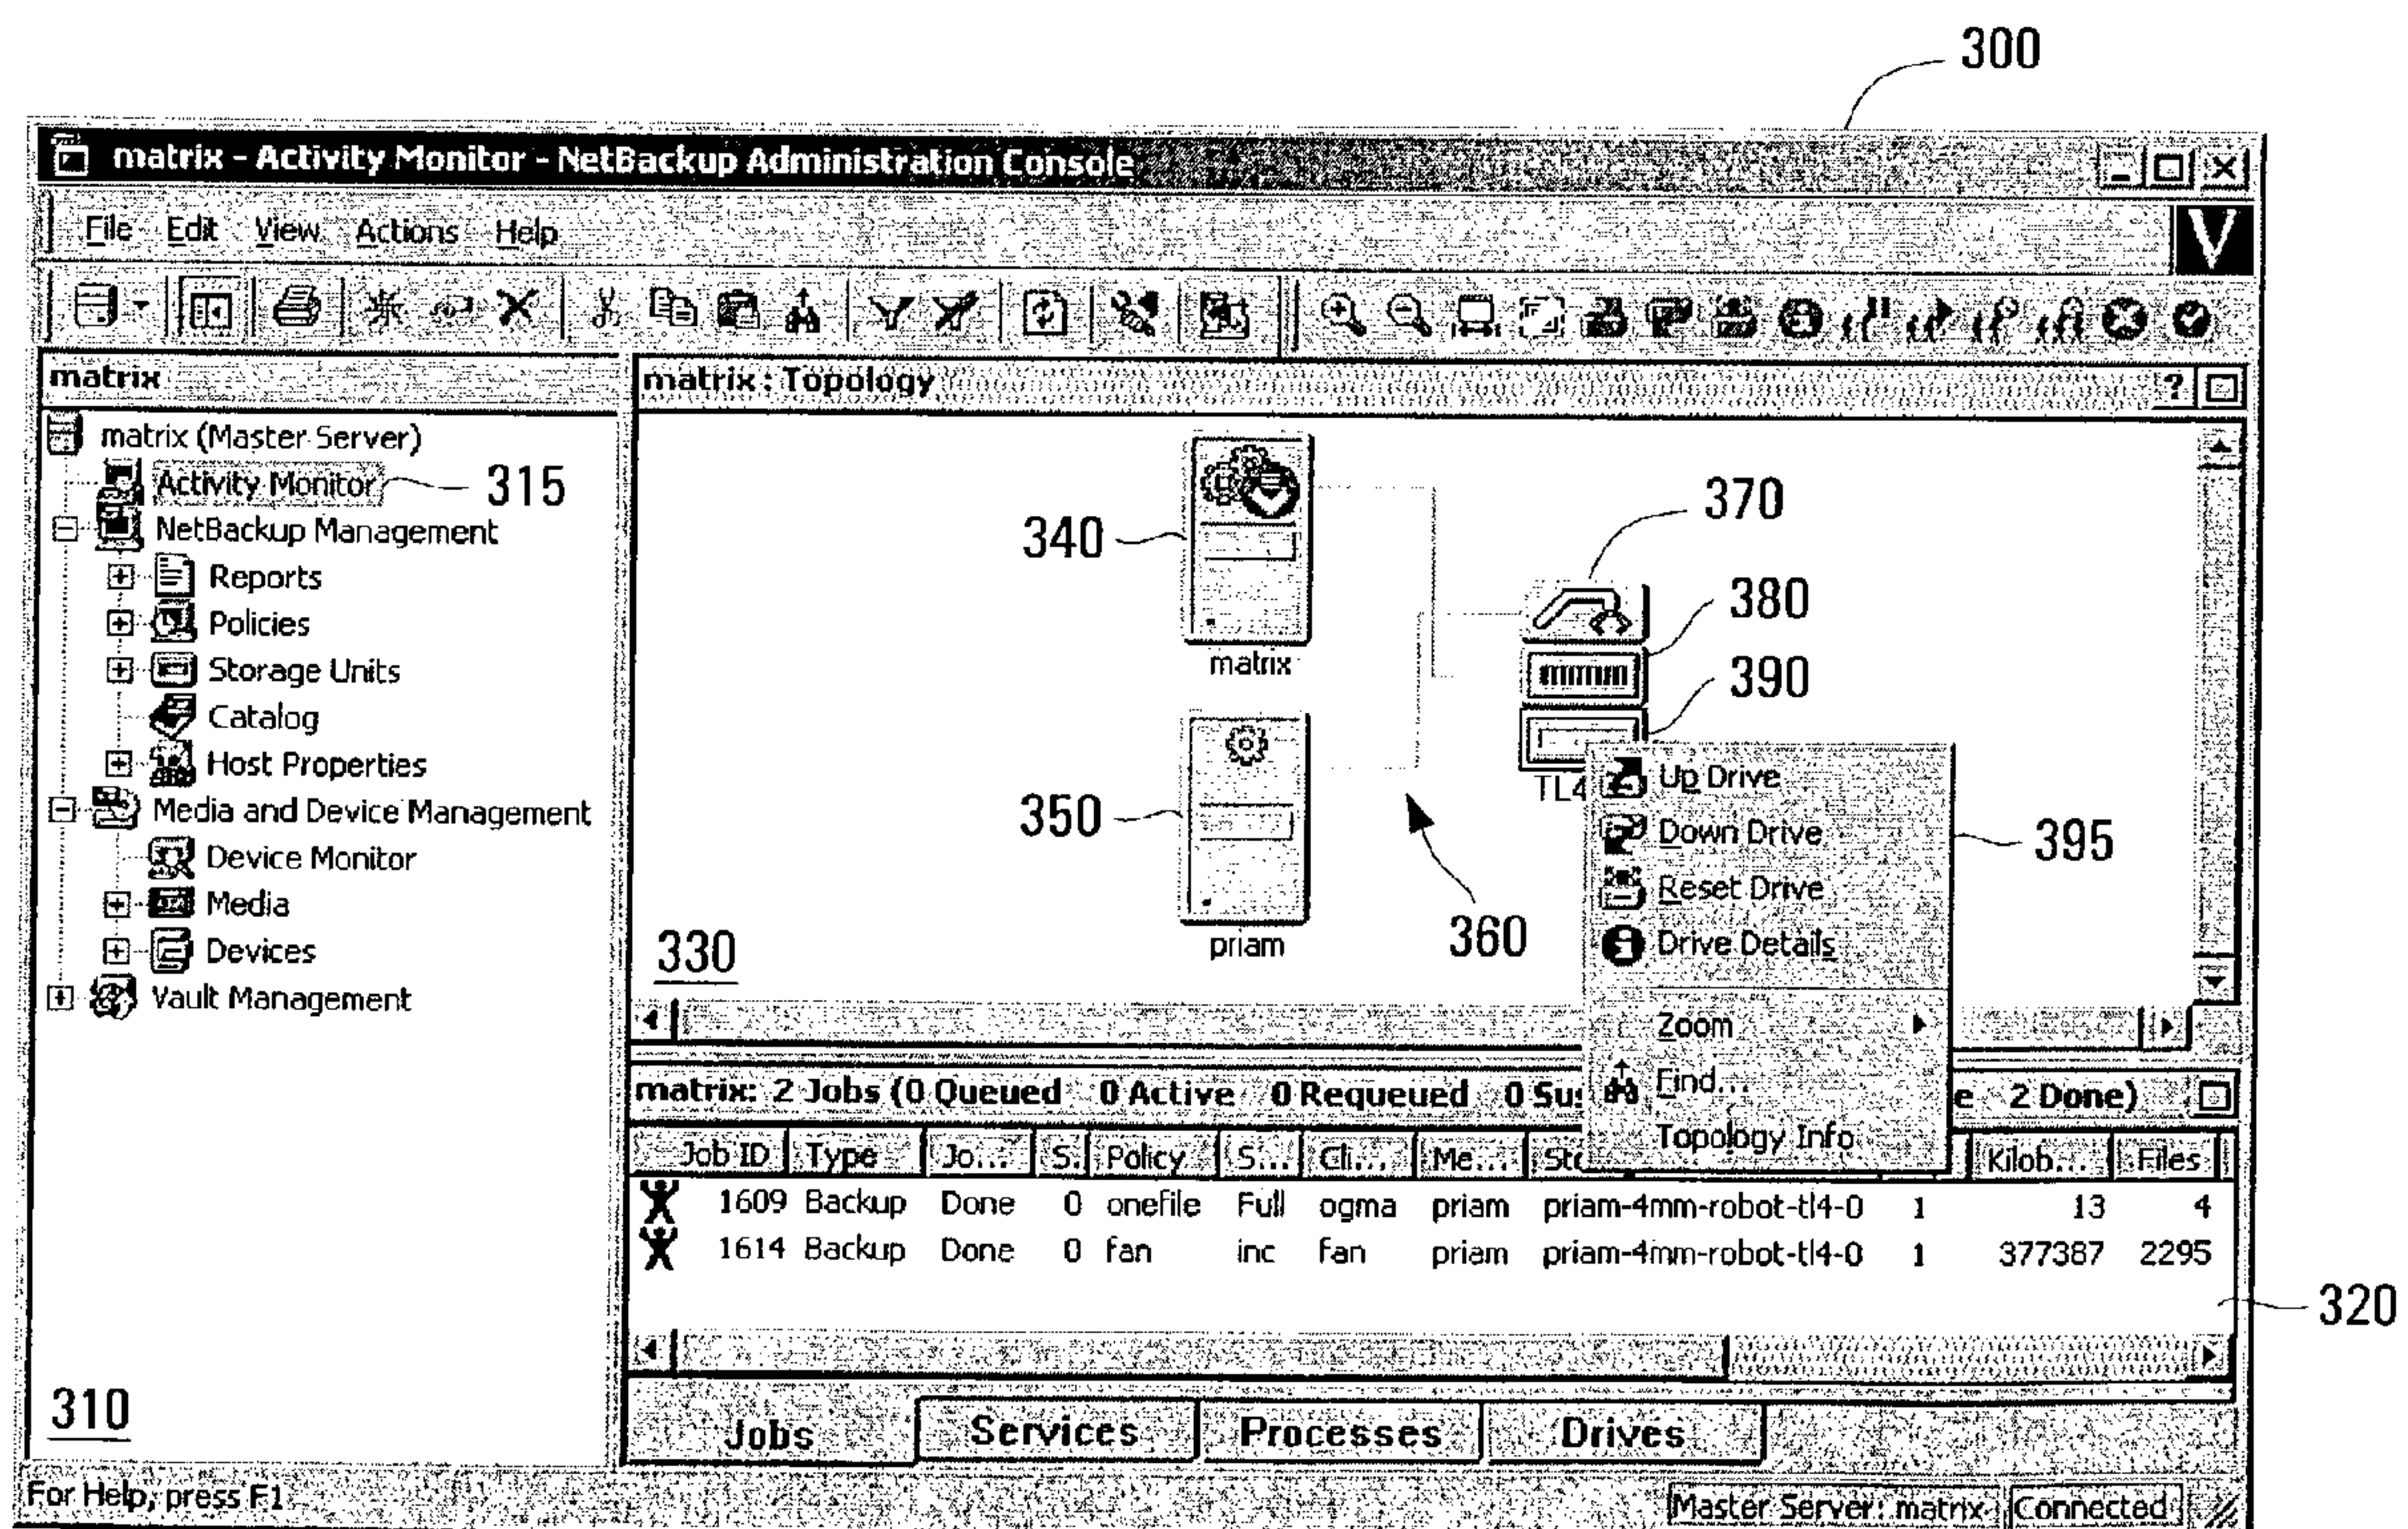 300
matrix - Activity Monitor - NetBackup Administration Console
File Edit View Actions Help
V
matrix
matrix (Master Server)
Activity Monitor 315
NetBackup Management
Reports
Policies
Storage Units
Catalog
Host Properties
Media and Device Management
Device Monitor
Media
Devices
Vault Management
310
matrix : Topology ?
340
matrix
350
priam
360
370
380
390
TL4
330
Up Drive
Down Drive
Reset Drive
Drive Details
Zoom
Find...
Topology Info
395
matrix: 2 Jobs (0 Queued 0 Active 0 Requeued 0 Sus e 2 Done)
Job ID Type Jo... S. Policy S... Cli... Me... Sto Kilob... Files
1609 Backup Done 0 onefile Full ogma priam priam-4mm-robot-tl4-0 1 13 4
1614 Backup Done 0 fan inc fan priam priam-4mm-robot-tl4-0 1 377387 2295
320
Jobs Services Processes Drives
For Help, press F1 Master Server: matrix Connected